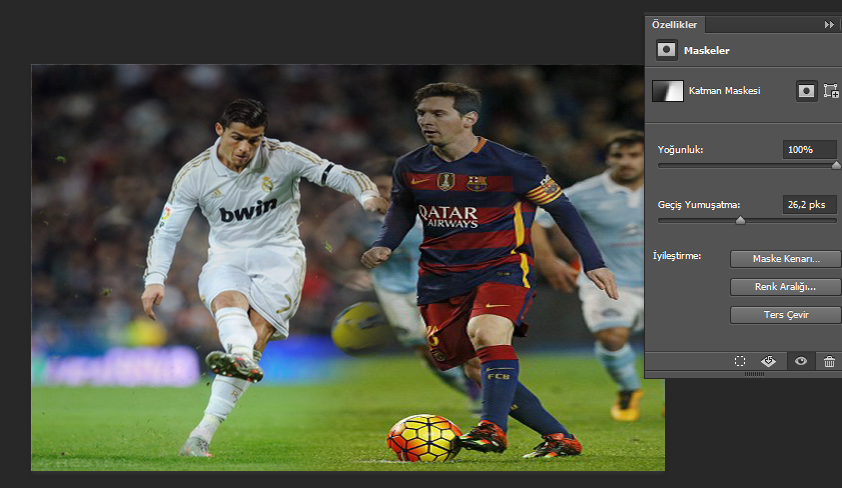 Özellikler
Maskeler
Katman Maskesi
Yoğunluk:
100%
Geçiş Yumuşatma:
26,2 pks
İyileştirme:
Maske Kenarı...
Renk Aralığı...
Ters Çevir
bwin
QATAR
AIRWAYS
FCB